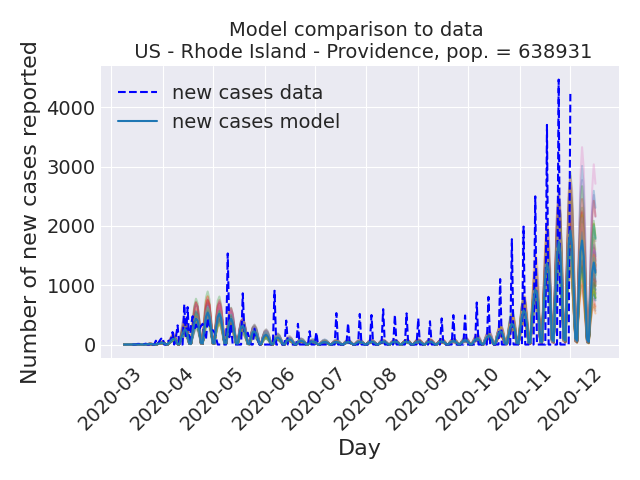 Model comparison to data
US - Rhode Island - Providence, pop. = 638931
Number of new cases reported
new cases data
new cases model
4000
3000
2000
1000
0
2020-03
2020-04
2020-05
2020-06
2020-07
2020-08
2020-09
2020-10
2020-11
2020-12
Day